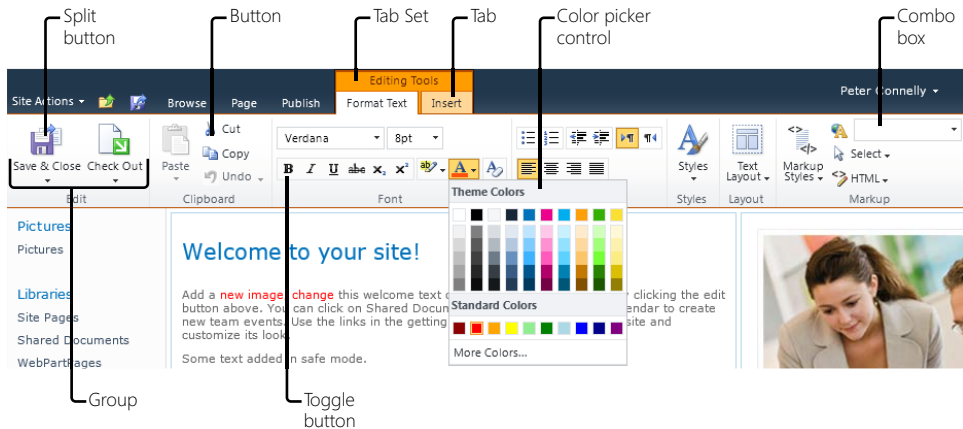 Split
button
Button
Tab Set
Tab
Color picker
control
Combo
box
Editing Tools
Site Actions
Browse
Page
Publish
Format Text
Insert
Peter Connelly
Save & Close
Check Out
Paste
Cut
Copy
Undo
Verdana
8pt
B I U abc X₂ X²
ab A A
Styles
Text
Layout
Markup
Styles
Select
HTML
Edit
Clipboard
Font
Styles
Layout
Markup
Theme Colors
Standard Colors
More Colors...
Pictures
Pictures
Libraries
Site Pages
Shared Documents
WebPartPages
Welcome to your site!
Add a new image, change this welcome text clicking the edit
button above. You can click on Shared Docum endar to create
new team events. Use the links in the getting site and
customize its look.
Some text added in safe mode.
Group
Toggle
button